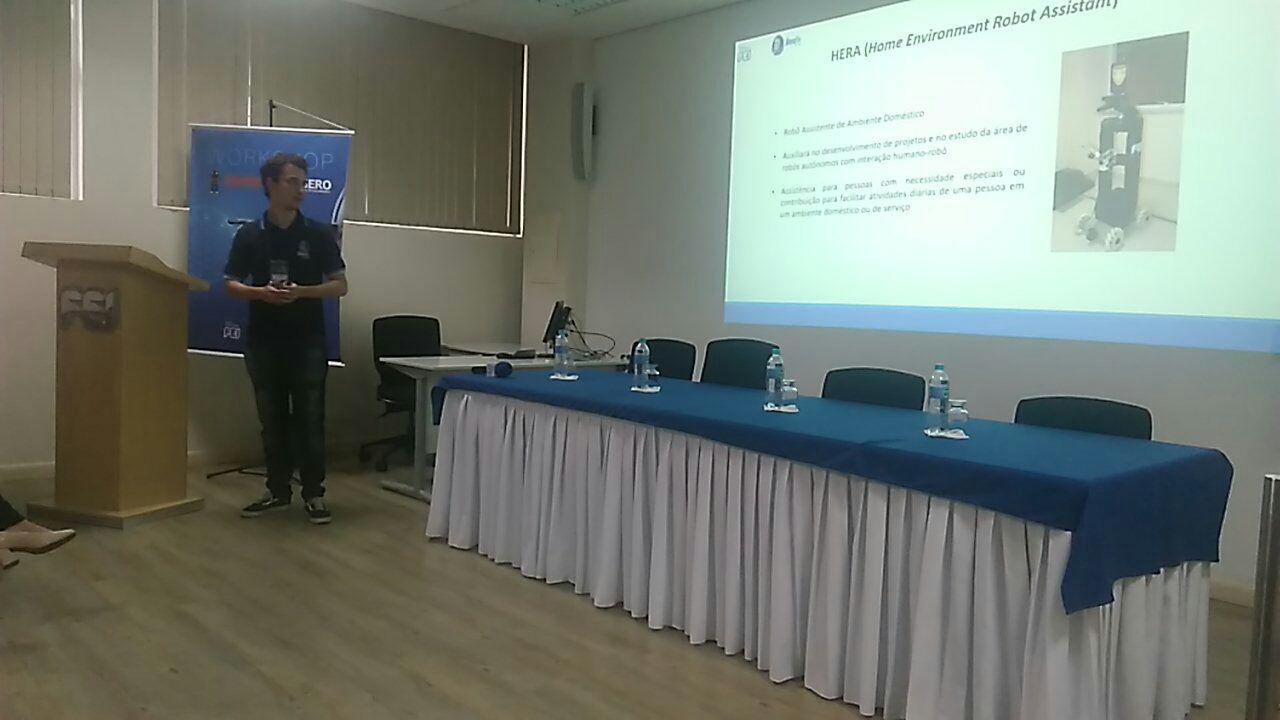 HERA (Home Environment Robot Assistant)
• Robô Assistente de Ambiente Doméstico
• Auxiliará no desenvolvimento de projetos e no estudo da área de
robôs autônomos com interação humano-robô
• Assistência para pessoas com necessidade especiais ou
contribuição para facilitar atividades diárias de uma pessoa em
um ambiente doméstico ou de serviço
WORKSHOP
FEI
FEI
FEI